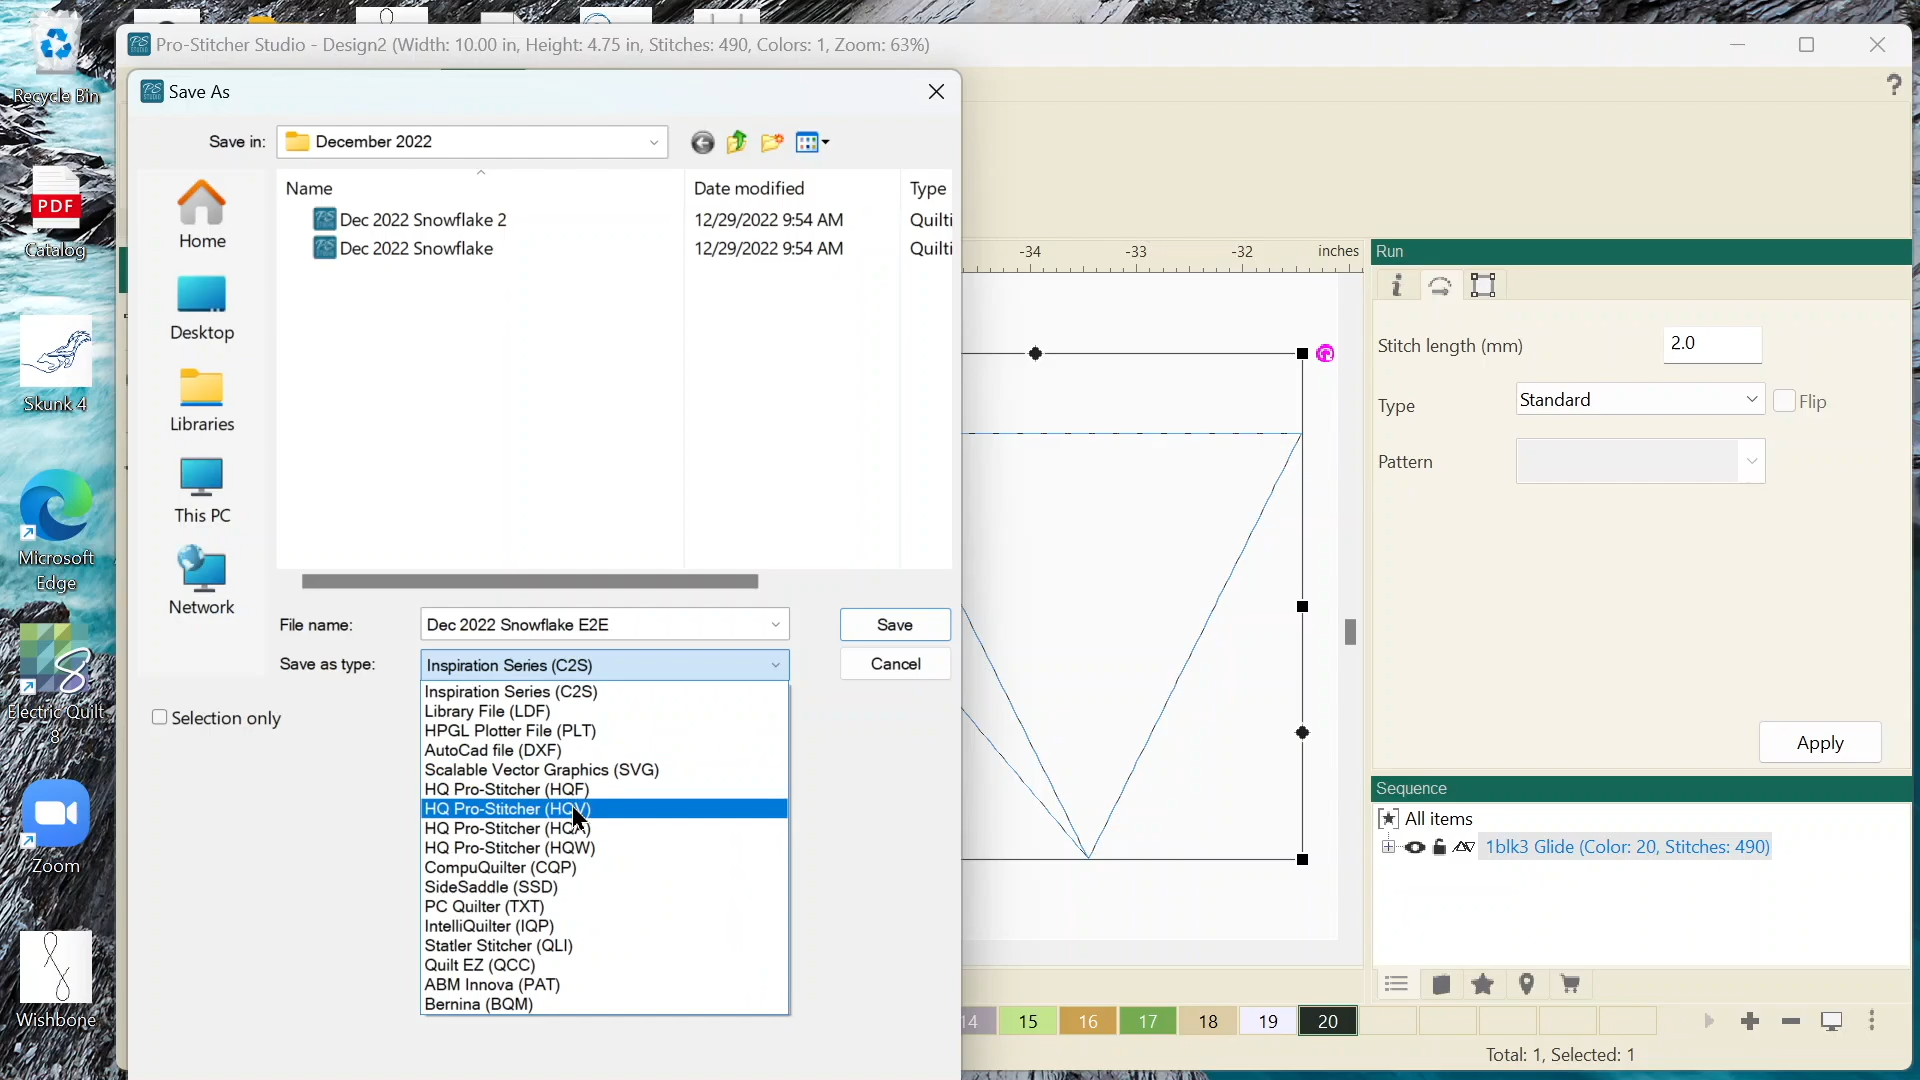 Pro-Stitcher Studio - Design2 (Width: 10.00 in, Height: 4.75 in, Stitches: 490, Colors: 1, Zoom: 63%)
Recycle Bin
PDF
Catalog
Skunk 4
Microsoft
Edge
Electric Quilt
8
Zoom
Wishbone
PS
STUDIO
Save As
Save in:
December 2022
Home
Desktop
Libraries
This PC
Network
Name
Date modified
Type
Dec 2022 Snowflake 2
12/29/2022 9:54 AM
Quilti
Dec 2022 Snowflake
12/29/2022 9:54 AM
Quilti
File name:
Dec 2022 Snowflake E2E
Save
Save as type:
Inspiration Series (C2S)
Cancel
Selection only
Inspiration Series (C2S)
Library File (LDF)
HPGL Plotter File (PLT)
AutoCad file (DXF)
Scalable Vector Graphics (SVG)
HQ Pro-Stitcher (HQF)
HQ Pro-Stitcher (HQV)
HQ Pro-Stitcher (HQX)
HQ Pro-Stitcher (HQW)
CompuQuilter (CQP)
SideSaddle (SSD)
PC Quilter (TXT)
IntelliQuilter (IQP)
Statler Stitcher (QLI)
Quilt EZ (QCC)
ABM Innova (PAT)
Bernina (BQM)
?
-34
-33
-32
inches
Run
i
Stitch length (mm)
2.0
Type
Standard
Flip
Pattern
Apply
Sequence
All items
1blk3 Glide (Color: 20, Stitches: 490)
14
15
16
17
18
19
20
Total: 1, Selected: 1